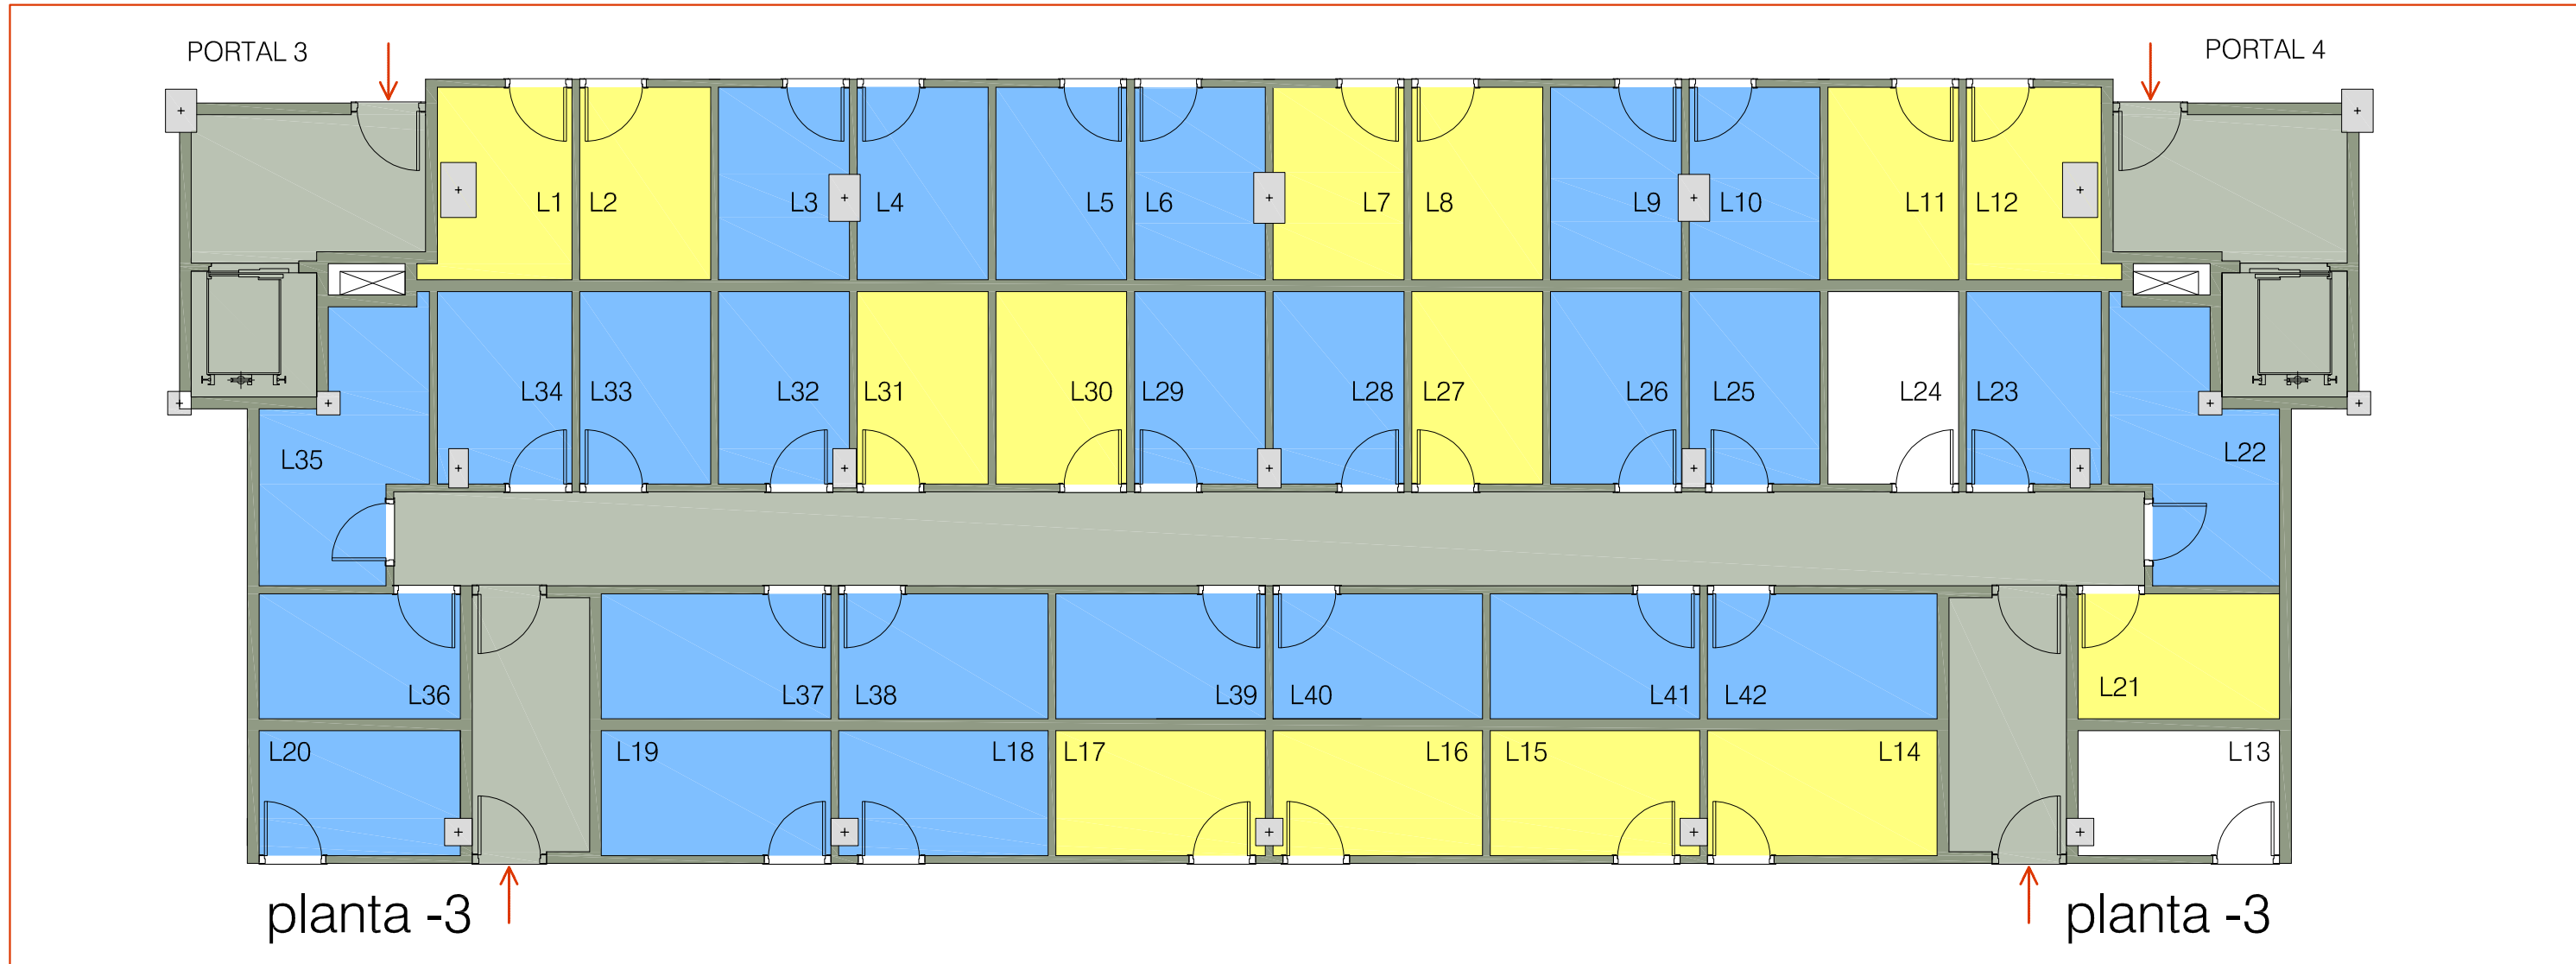 PORTAL 3 PORTAL 4
L1 L2 L3 L4 L5 L6 L7 L8 L9 L10 L11 L12
L34 L33 L32 L31 L30 L29 L28 L27 L26 L25 L24 L23
L35 L22
L36 L37 L38 L39 L40 L41 L42 L21
L20 L19 L18 L17 L16 L15 L14 L13
planta -3 planta -3